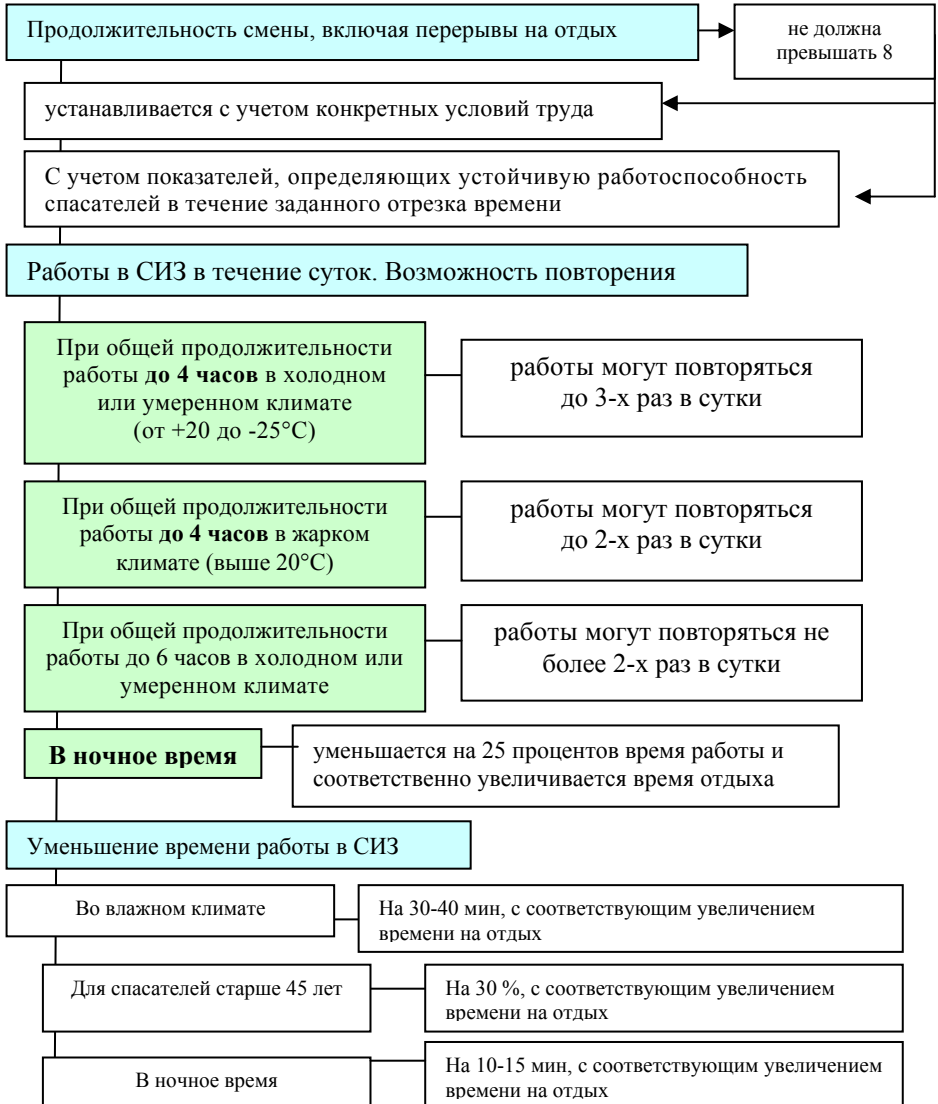 Продолжительность смены, включая перерывы на отдых
не должна
превышать 8
устанавливается с учетом конкретных условий труда
С учетом показателей, определяющих устойчивую работоспособность
спасателей в течение заданного отрезка времени
Работы в СИЗ в течение суток. Возможность повторения
При общей продолжительности
работы до 4 часов в холодном
или умеренном климате
(от +20 до -25°С)
работы могут повторяться
до 3-х раз в сутки
При общей продолжительности
работы до 4 часов в жарком
климате (выше 20°С)
работы могут повторяться
до 2-х раз в сутки
При общей продолжительности
работы до 6 часов в холодном или
умеренном климате
работы могут повторяться не
более 2-х раз в сутки
В ночное время
уменьшается на 25 процентов время работы и
соответственно увеличивается время отдыха
Уменьшение времени работы в СИЗ
Во влажном климате
На 30-40 мин, с соответствующим увеличением
времени на отдых
Для спасателей старше 45 лет
На 30 %, с соответствующим увеличением
времени на отдых
В ночное время
На 10-15 мин, с соответствующим увеличением
времени на отдых